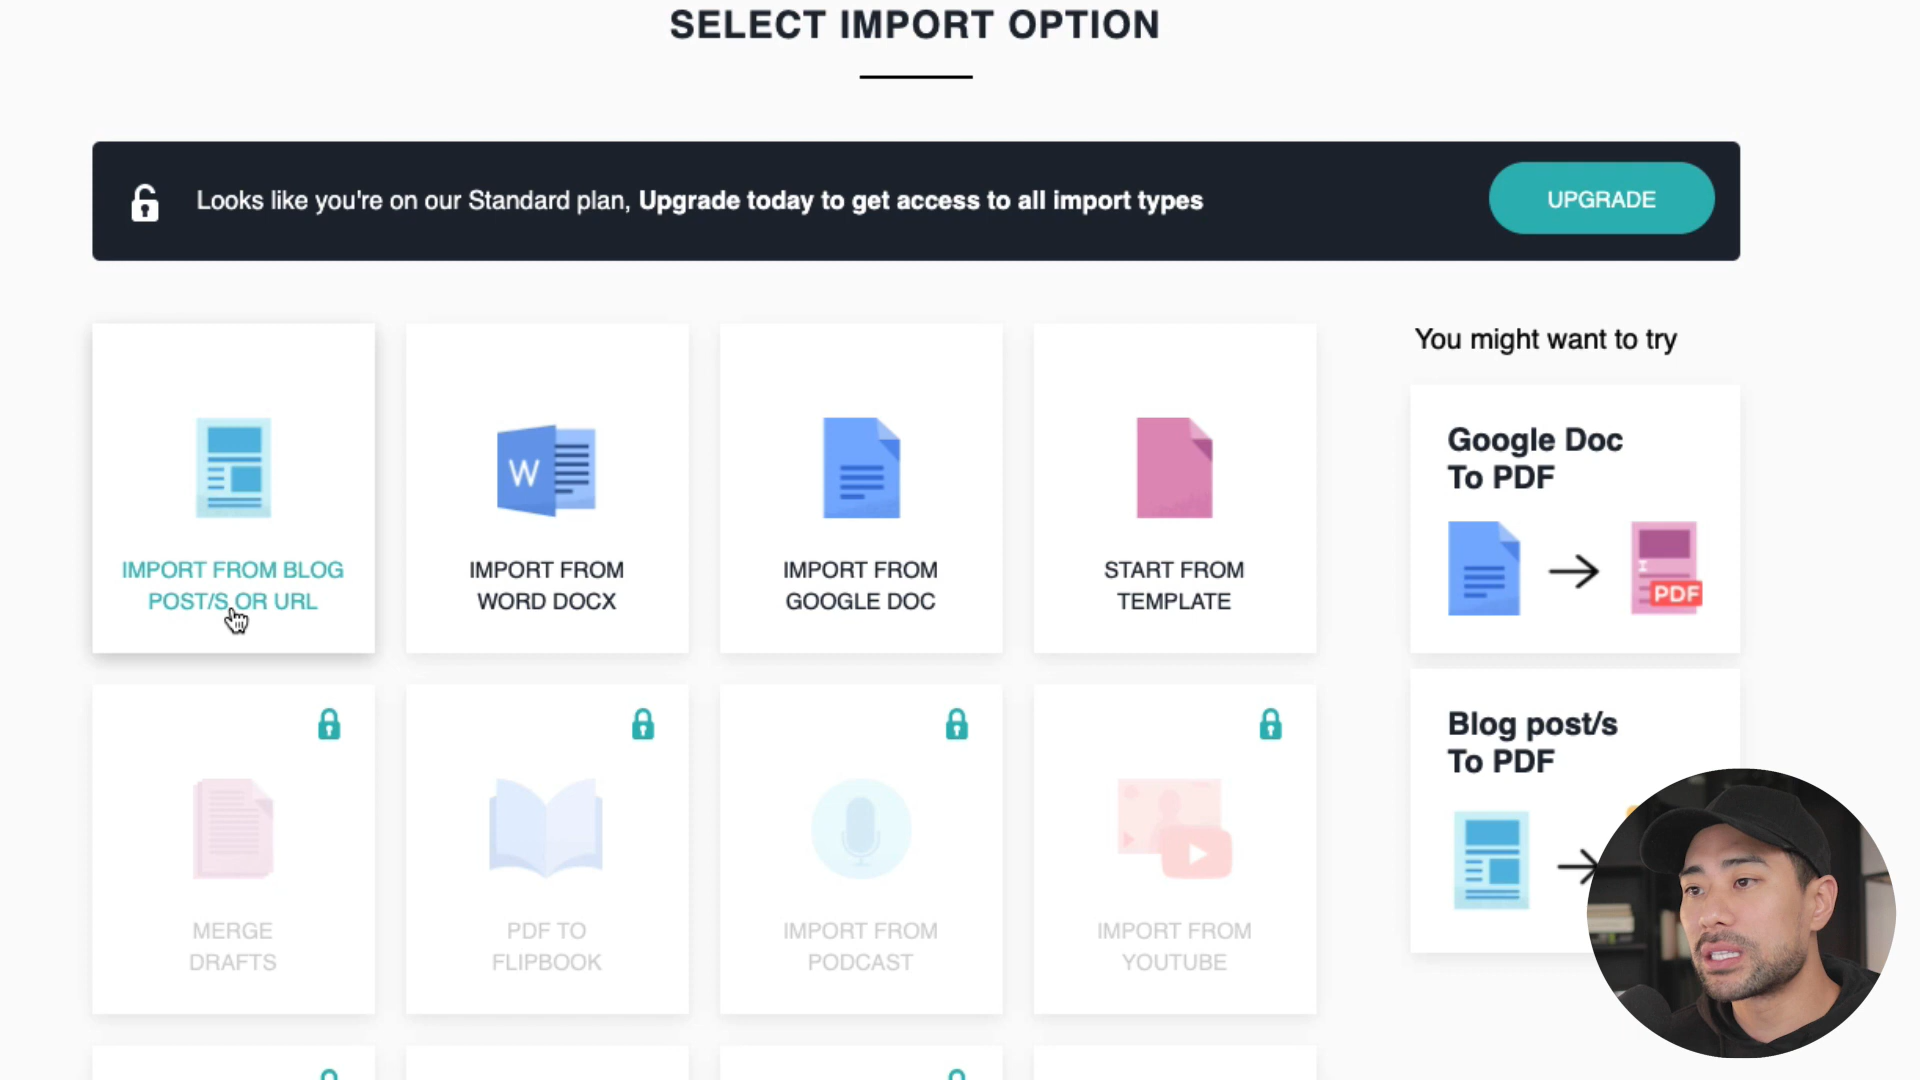 SELECT IMPORT OPTION
Looks like you're on our Standard plan, Upgrade today to get access to all import types
UPGRADE
IMPORT FROM BLOG
POST/S OR URL
W
IMPORT FROM
WORD DOCX
IMPORT FROM
GOOGLE DOC
START FROM
TEMPLATE
You might want to try
Google Doc
To PDF
PDF
MERGE
DRAFTS
PDF TO
FLIPBOOK
IMPORT FROM
PODCAST
IMPORT FROM
YOUTUBE
Blog post/s
To PDF